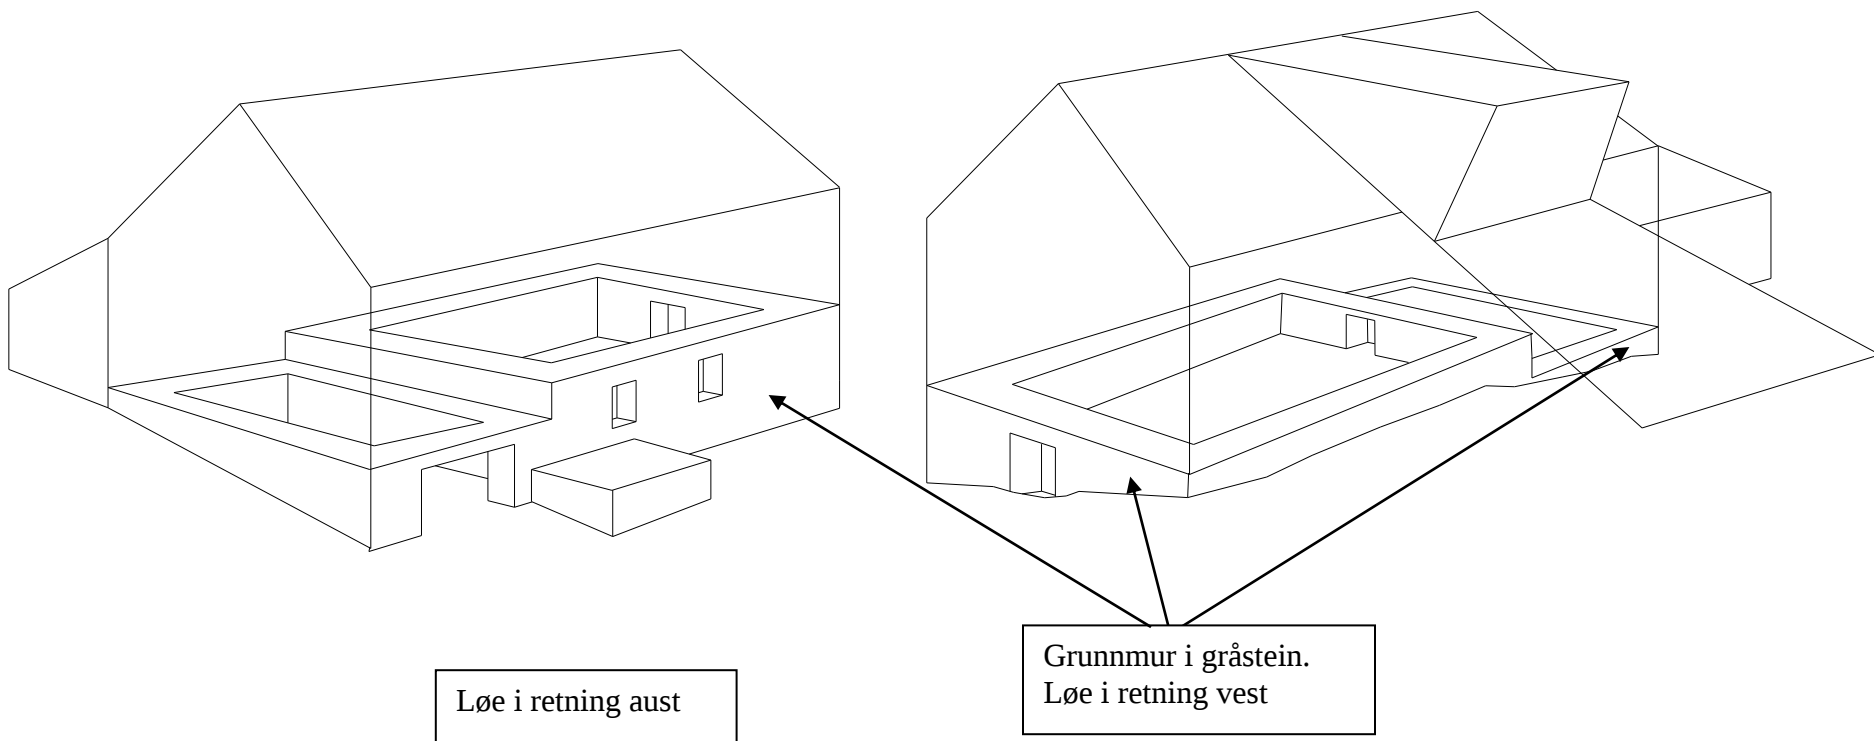 Grunnmur i gråstein.
Løe i retning vest
Løe i retning aust